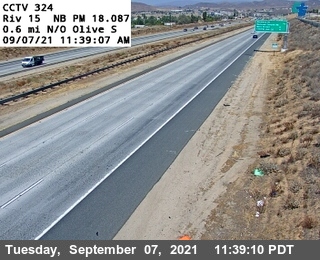 CCTV 324
Riv 15 NB PM 18.087
0.6 mi N/O Olive S
09/07/21 11:39:07 AM
Tuesday, September 07, 2021 11:39:10 PDT